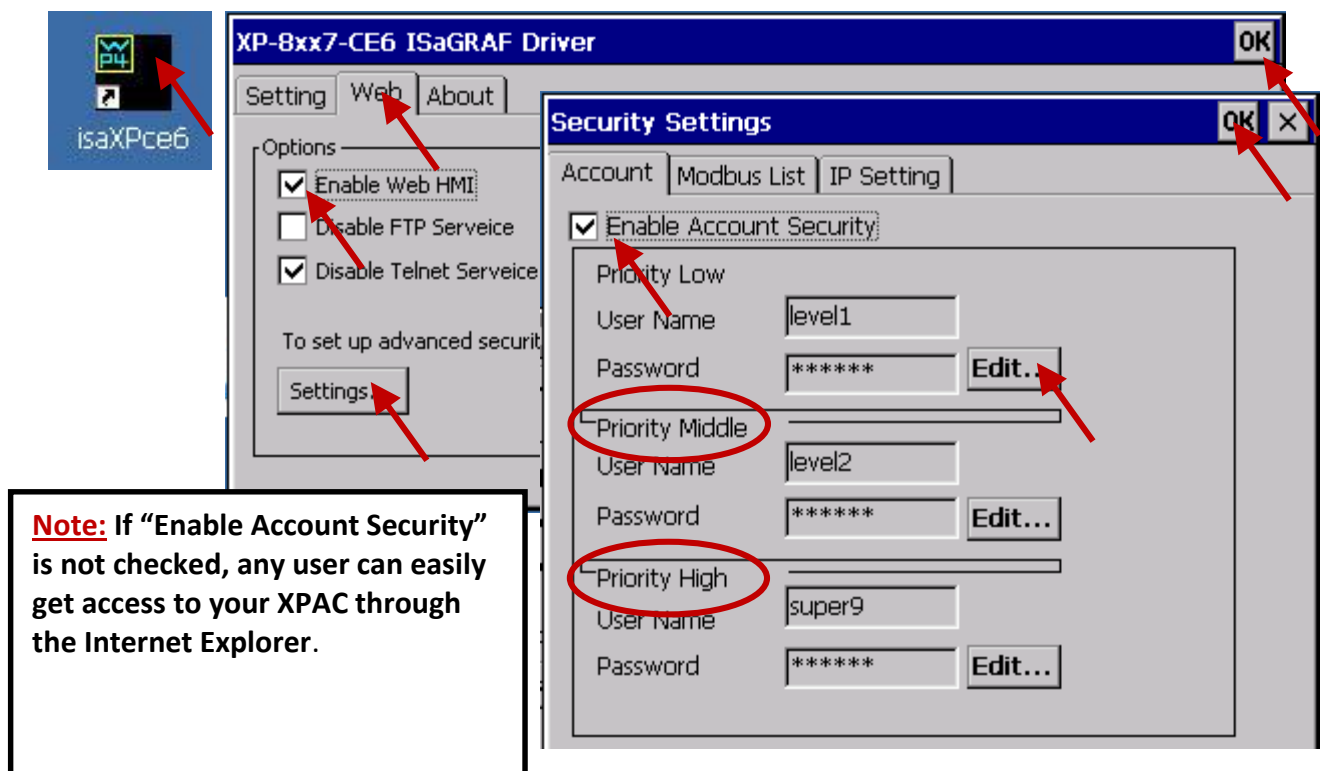 isaXPce6
XP-8xx7-CE6 ISaGRAF Driver
OK
Setting Web About
Options
Enable Web HMI
Disable FTP Serveice
Disable Telnet Serveice
To set up advanced securit
Settings..
Security Settings
OK ×
Account Modbus List IP Setting
Enable Account Security
Priority Low
User Name level1
Password ****** Edit...
Priority Middle
User Name level2
Password ****** Edit...
Priority High
User Name super9
Password ****** Edit...
Note: If “Enable Account Security”
is not checked, any user can easily
get access to your XPAC through
the Internet Explorer.